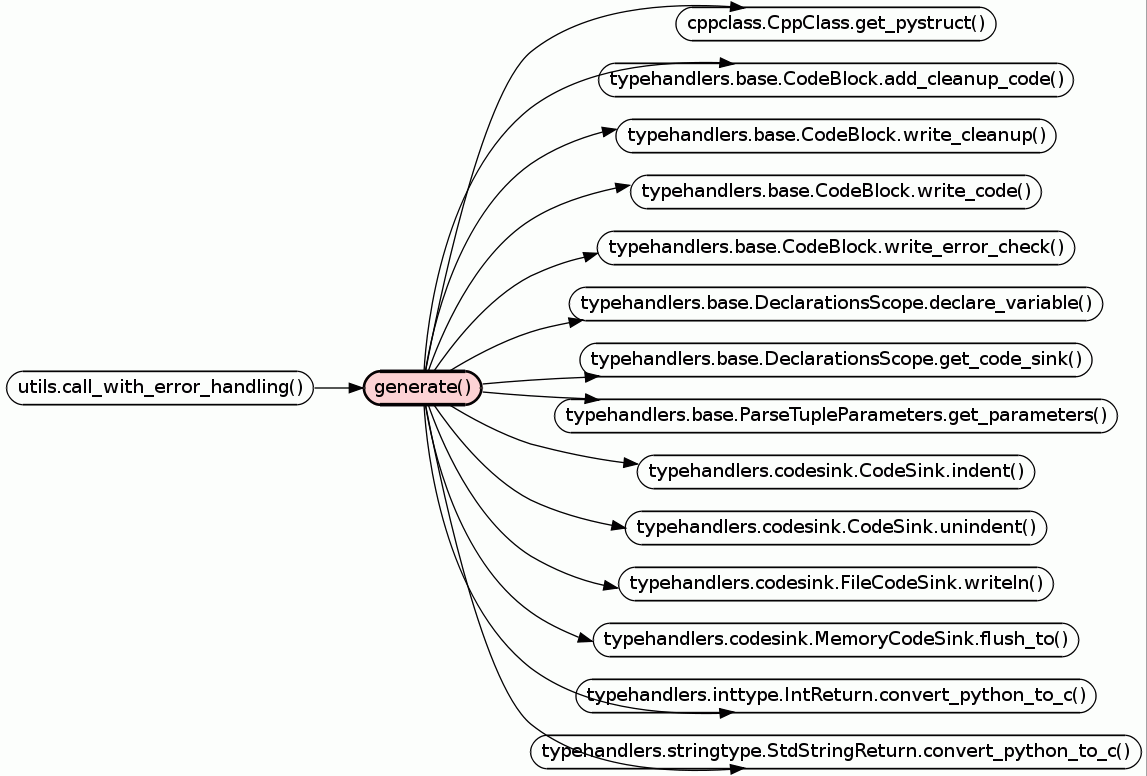 cppclass.CppClass.get_pystruct()
typehandlers.base.CodeBlock.add_cleanup_code()
typehandlers.base.CodeBlock.write_cleanup()
typehandlers.base.CodeBlock.write_code()
typehandlers.base.CodeBlock.write_error_check()
typehandlers.base.DeclarationsScope.declare_variable()
typehandlers.base.DeclarationsScope.get_code_sink()
utils.call_with_error_handling()
generate()
typehandlers.base.ParseTupleParameters.get_parameters()
typehandlers.codesink.CodeSink.indent()
typehandlers.codesink.CodeSink.unindent()
typehandlers.codesink.FileCodeSink.writeln()
typehandlers.codesink.MemoryCodeSink.flush_to()
typehandlers.inttype.IntReturn.convert_python_to_c()
typehandlers.stringtype.StdStringReturn.convert_python_to_c()